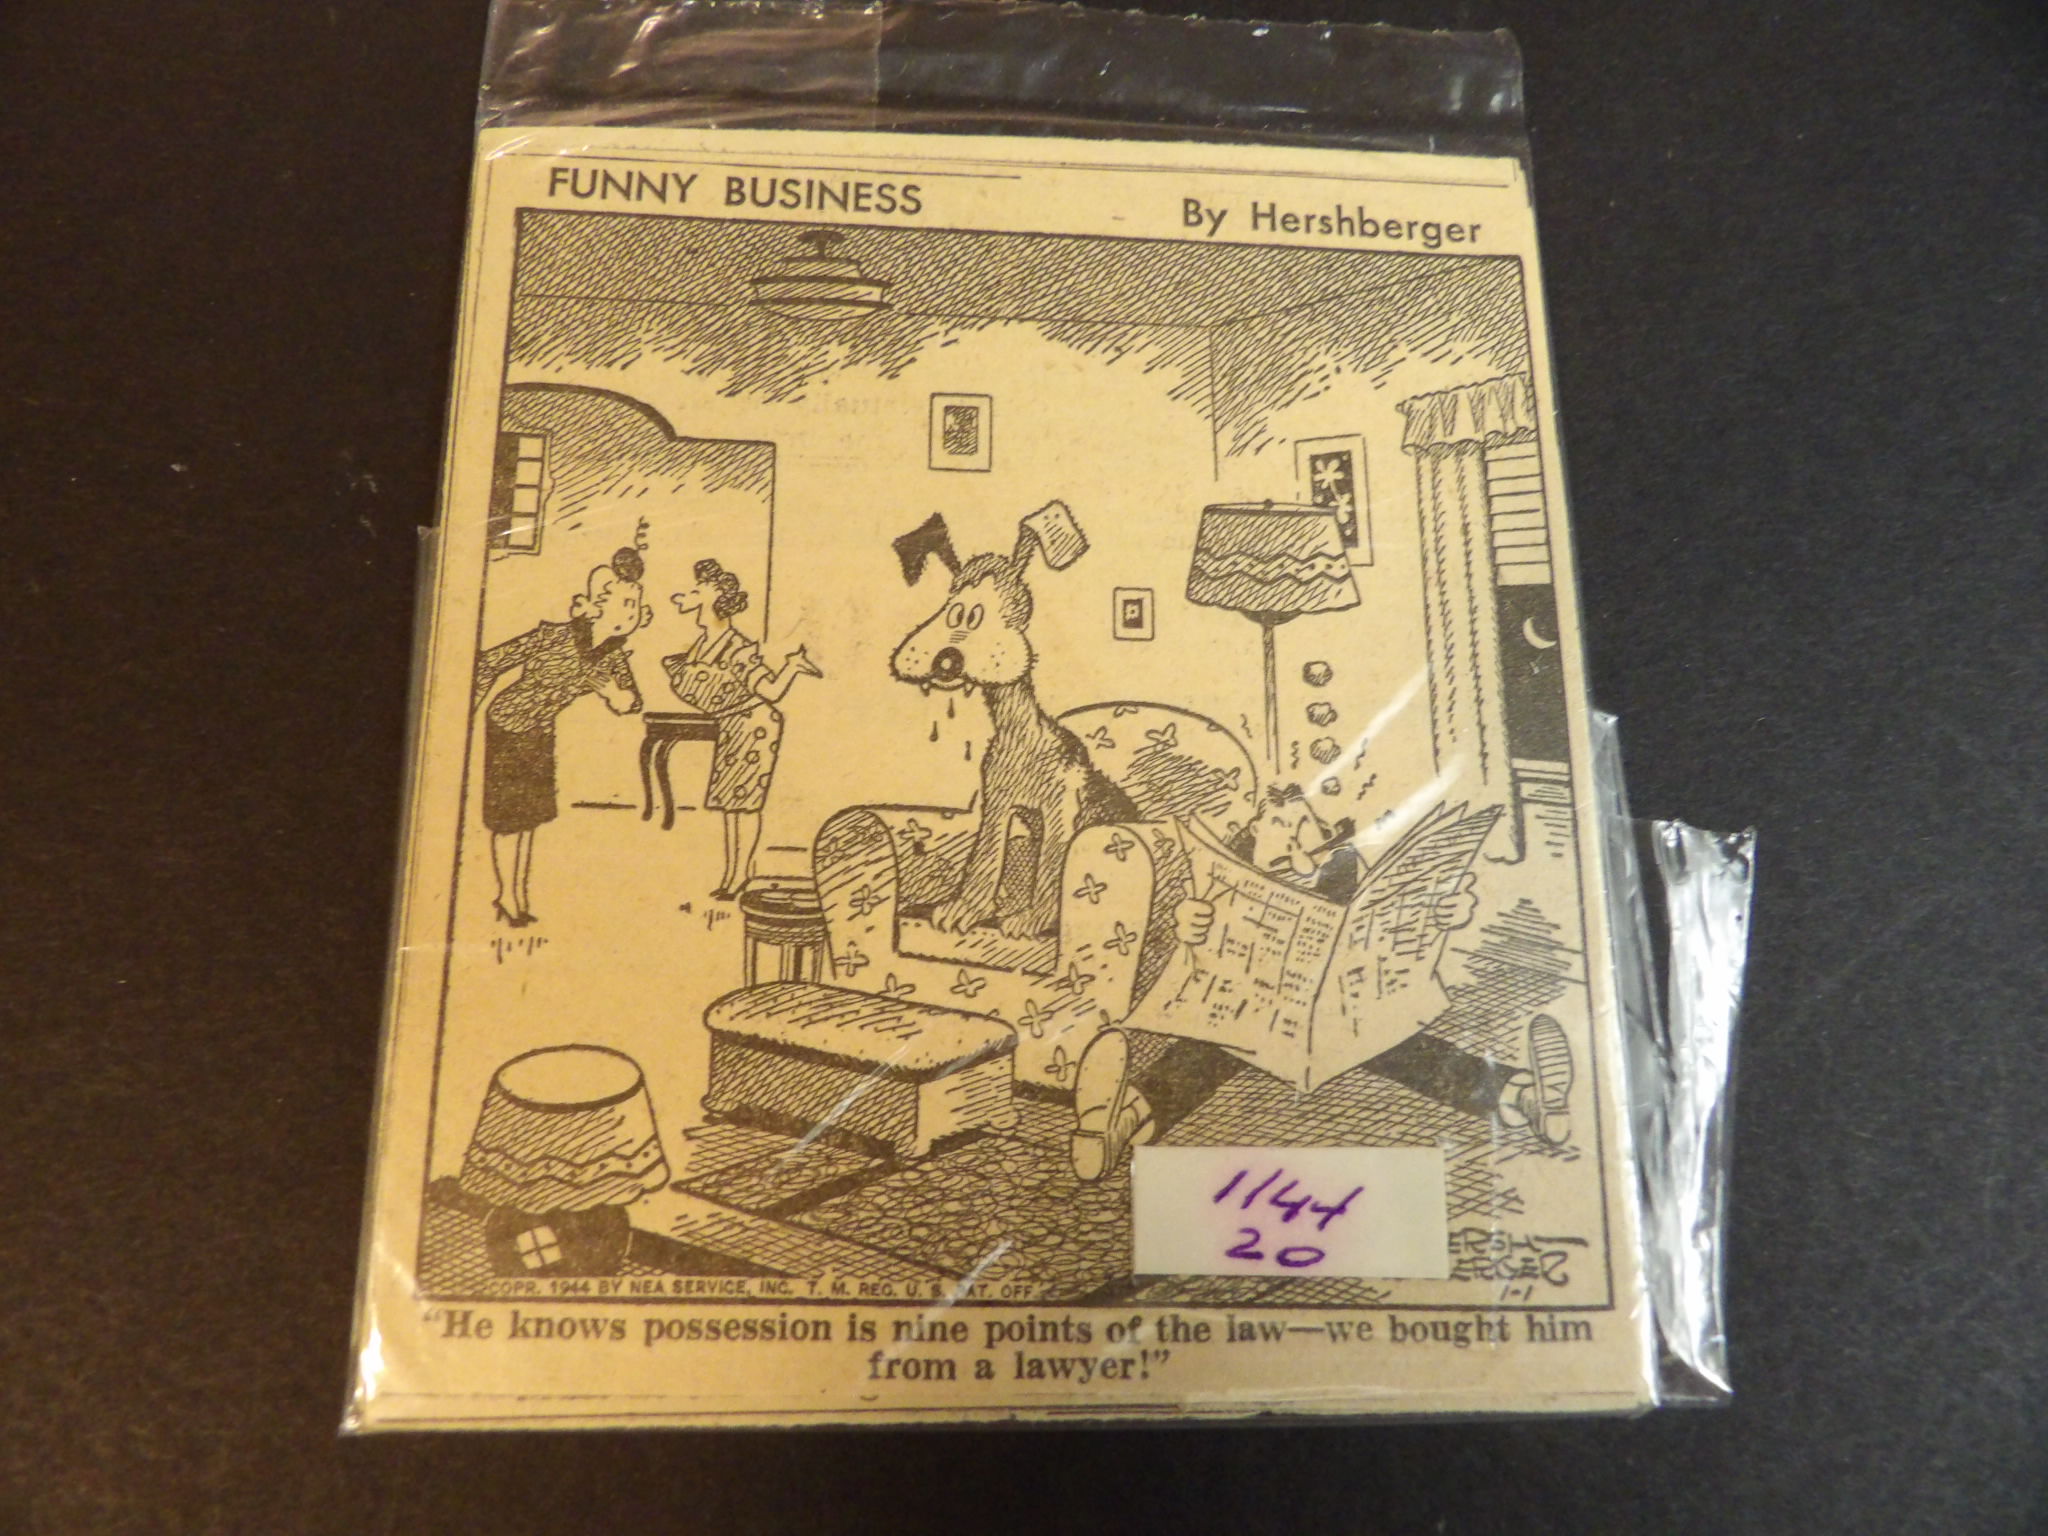 FUNNY BUSINESS
By Hershberger
1/44
20
COPR. 1944 BY NEA SERVICE, INC. T. M. REG. U. S. PAT. OFF.
1-1
"He knows possession is nine points of the law—we bought him
from a lawyer!"